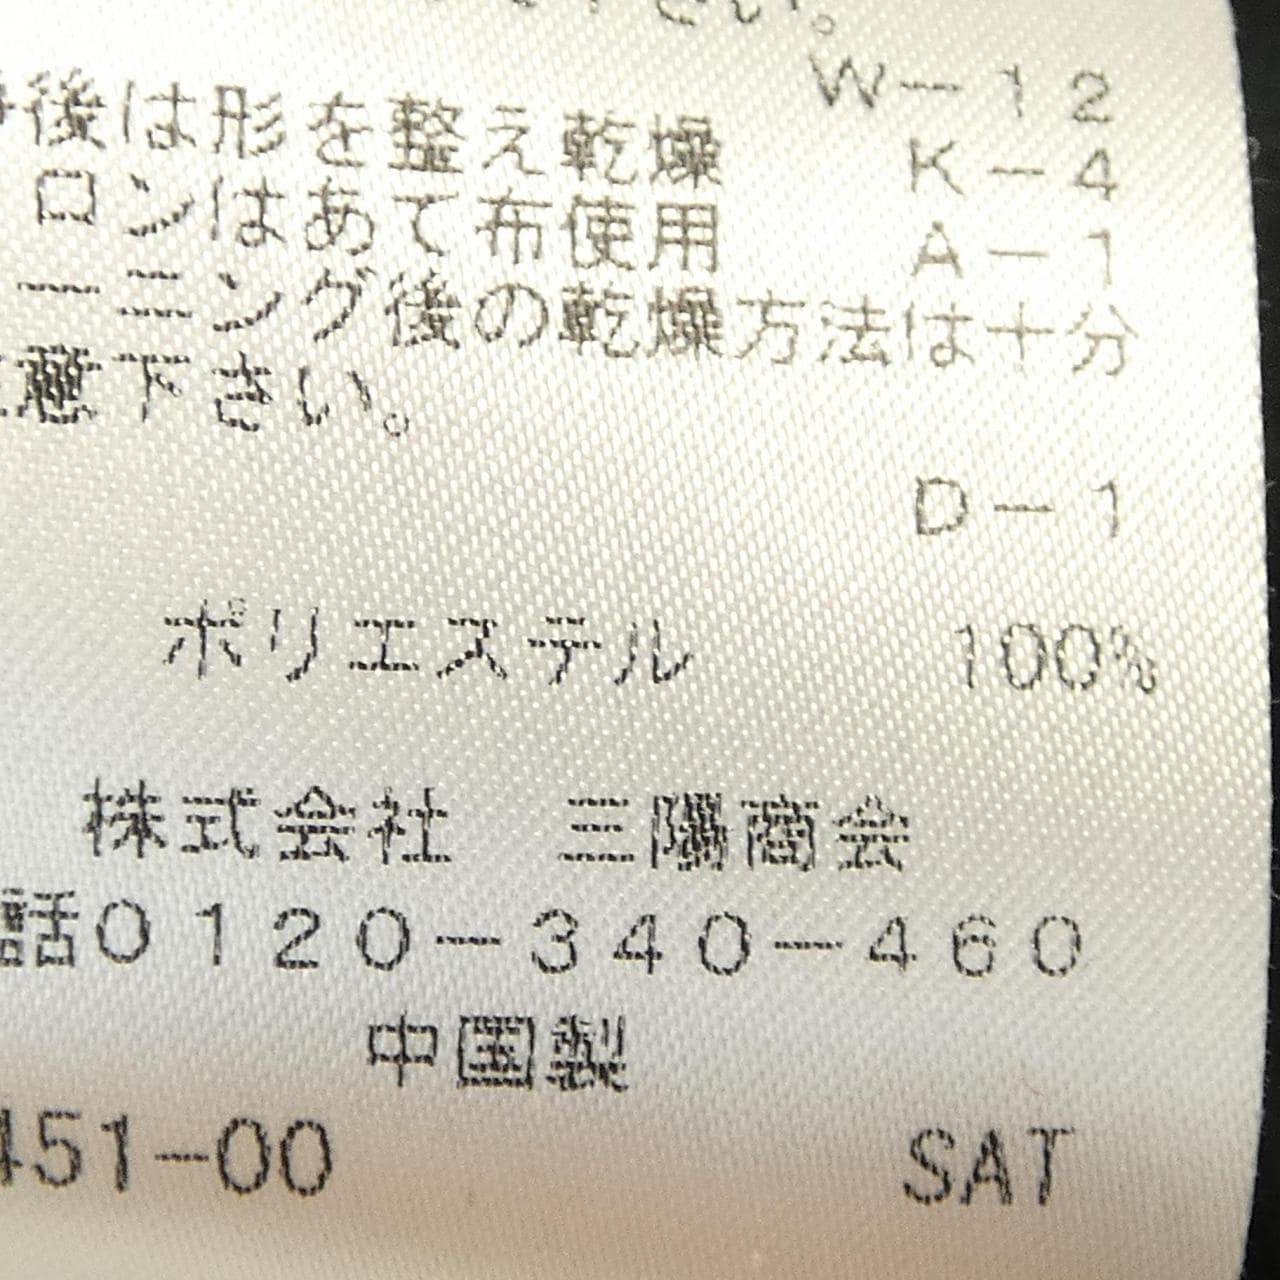 さい。
W－12
後は形を整え乾燥 K－4
ロンはあて布使用 A－1
ーニング後の乾燥方法は十分
注意下さい。
D－1
ポリエステル 100%
株式会社 三陽商会
話0120－340－460
中国製
451-00 SAT